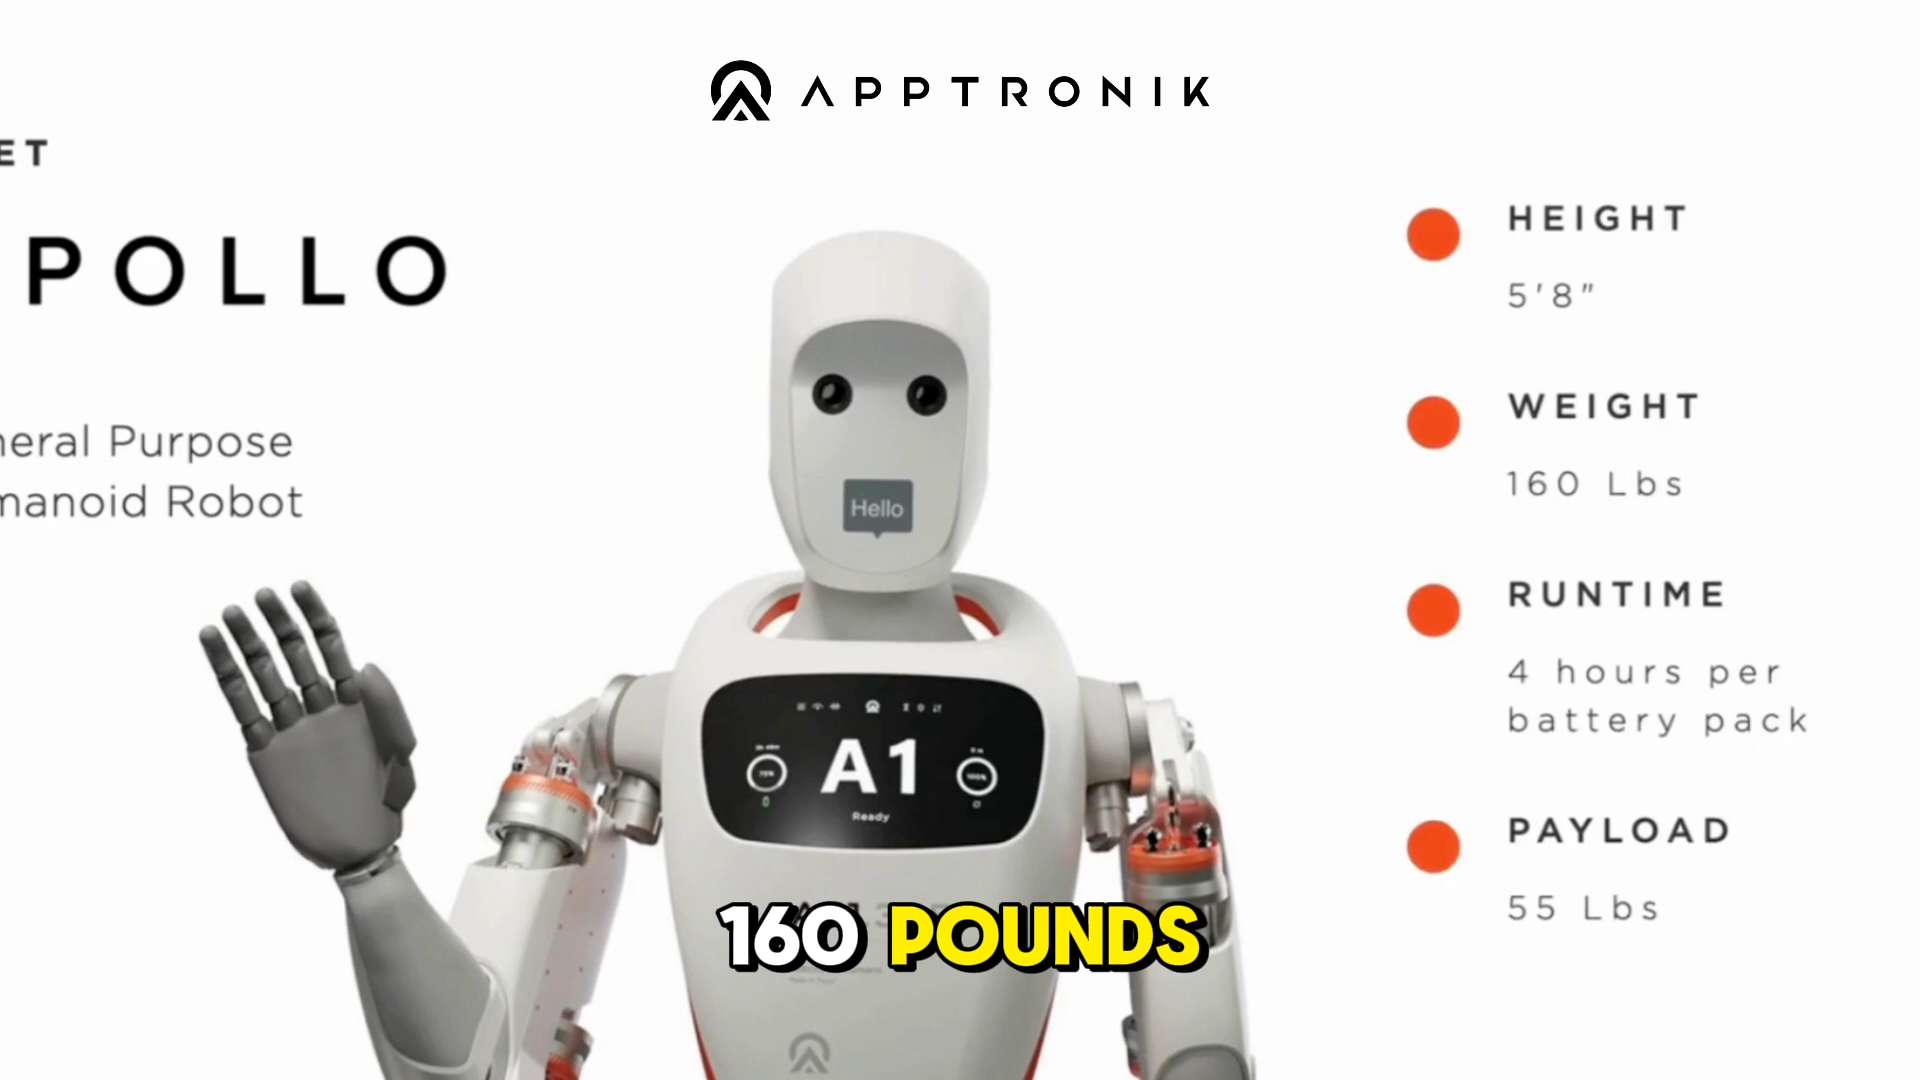 APPTRONIK
ET
POLLO
neral Purpose
manoid Robot
Hello
A1
Ready
160 POUNDS
HEIGHT
5'8"
WEIGHT
160 Lbs
RUNTIME
4 hours per
battery pack
PAYLOAD
55 Lbs